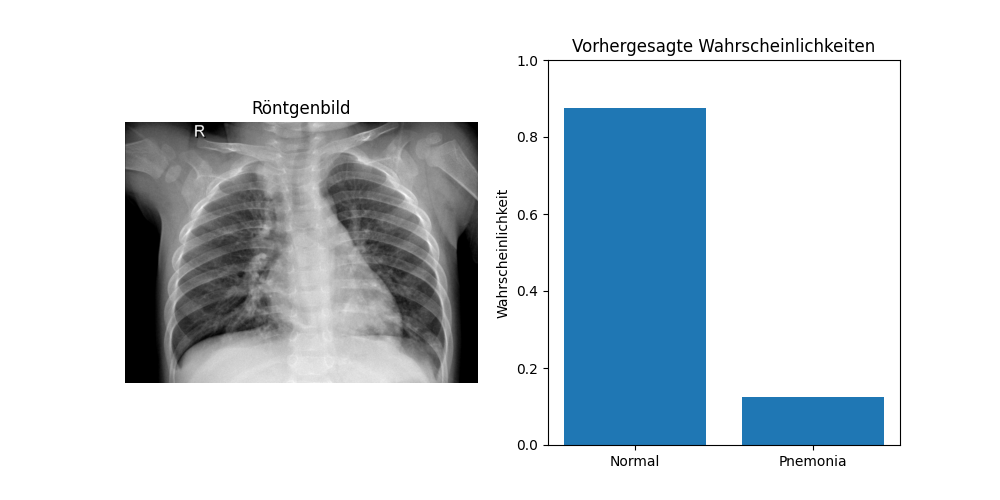 Röntgenbild
R
Vorhergesagte Wahrscheinlichkeiten
Wahrscheinlichkeit
1.0
0.8
0.6
0.4
0.2
0.0
Normal
Pnemonia